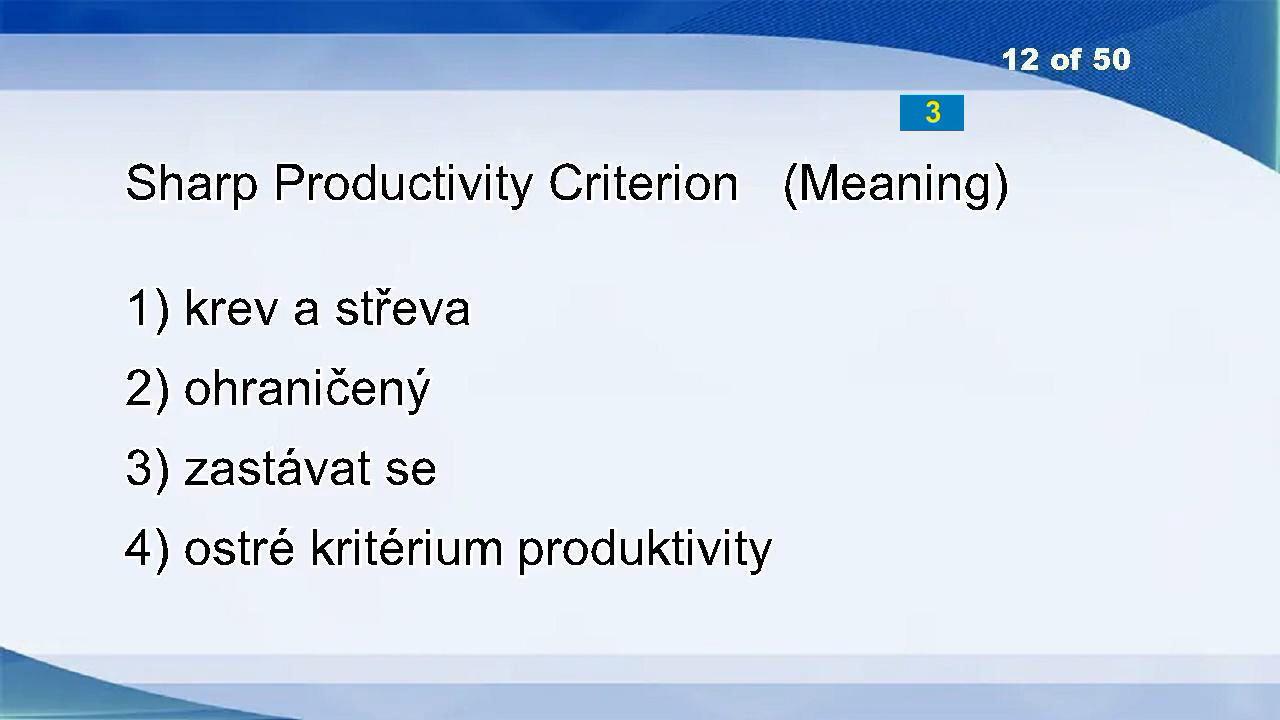 12 of 50
3
Sharp Productivity Criterion (Meaning)
1) krev a střeva
2) ohraničený
3) zastávat se
4) ostré kritérium produktivity